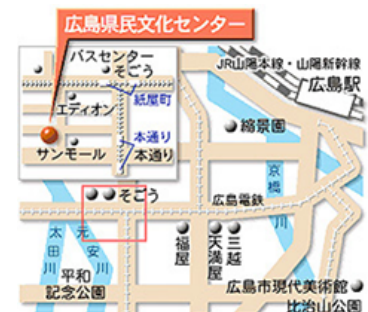 広島県民文化センター
バスセンター
そごう
紙屋町
エディオン
本通り
サンモール
本通り
JR山陽本線・山陽新幹線
広島駅
縮景園
京橋川
そごう
広島電鉄
太田川
元安川
平和
記念公園
福屋
天満屋
三越
広島市現代美術館
比治山公園